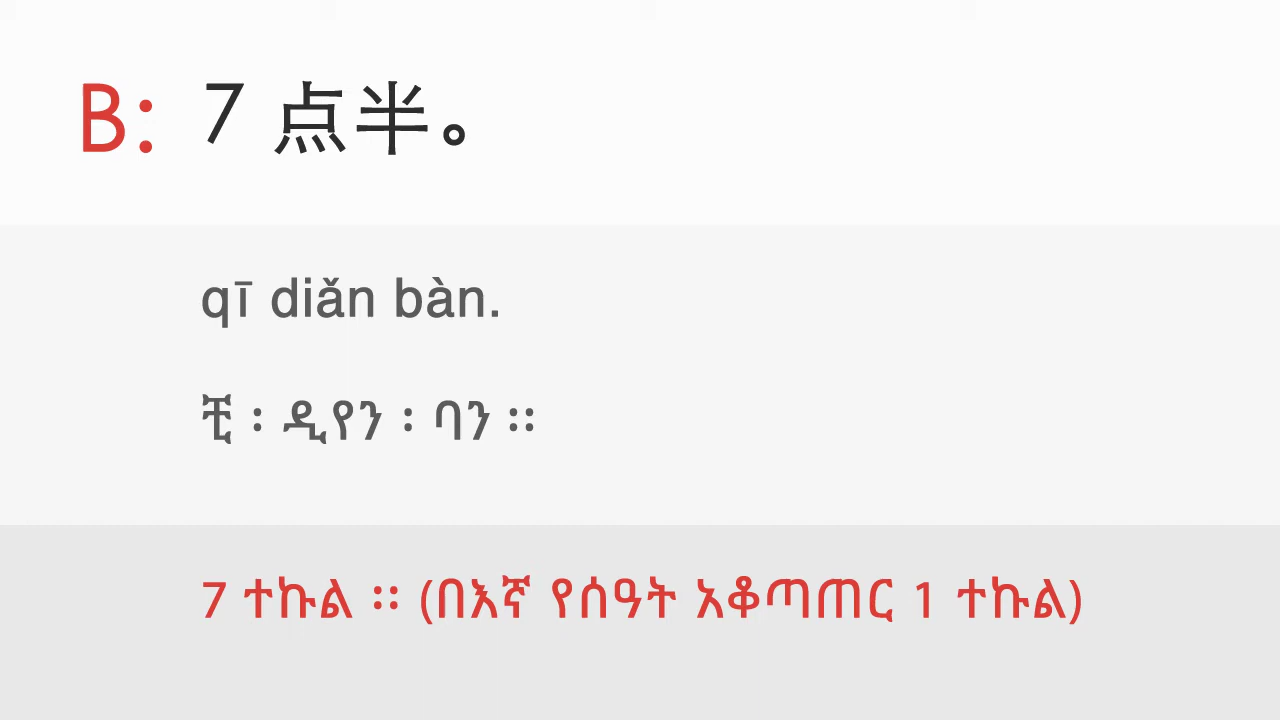 B: 7 点半。
qī diǎn bàn.
ቺ ፡ ዲየን ፡ ባን ፡፡
7 ተኩል ፡፡ (በእኛ የሰዓት አቆጣጠር 1 ተኩል)